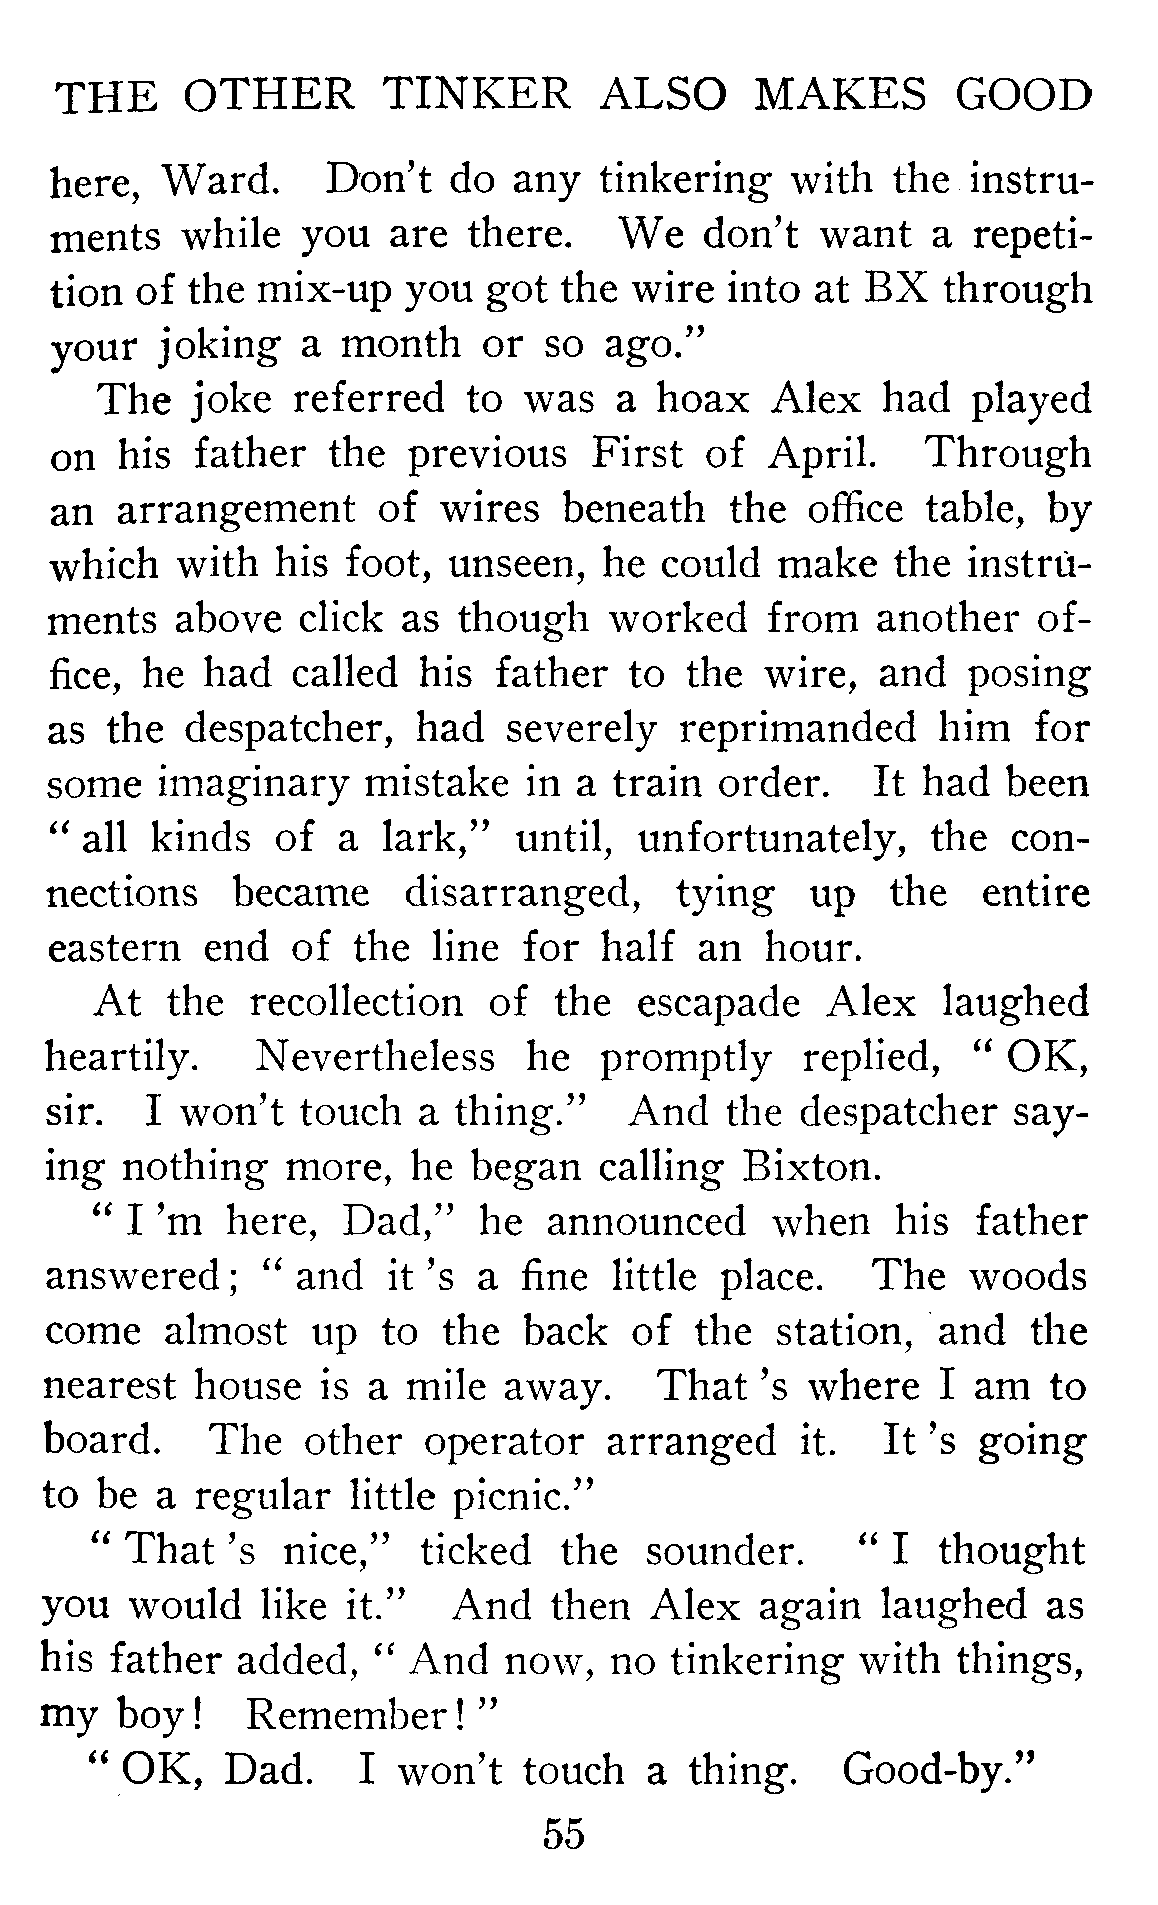 THE OTHER TINKER ALSO MAKES GOOD
here, Ward. Don't do any tinkering with the instru-
ments while you are there. We don't want a repeti-
tion of the mix-up you got the wire into at BX through
your joking a month or so ago."
The joke referred to was a hoax Alex had played
on his father the previous First of April. Through
an arrangement of wires beneath the office table, by
which with his foot, unseen, he could make the instru-
ments above click as though worked from another of-
fice, he had called his father to the wire, and posing
as the despatcher, had severely reprimanded him for
some imaginary mistake in a train order. It had been
" all kinds of a lark," until, unfortunately, the con-
nections became disarranged, tying up the entire
eastern end of the line for half an hour.
At the recollection of the escapade Alex laughed
heartily. Nevertheless he promptly replied, " OK,
sir. I won't touch a thing." And the despatcher say-
ing nothing more, he began calling Bixton.
" I 'm here, Dad," he announced when his father
answered; " and it 's a fine little place. The woods
come almost up to the back of the station, and the
nearest house is a mile away. That 's where I am to
board. The other operator arranged it. It 's going
to be a regular little picnic."
" That 's nice," ticked the sounder. " I thought
you would like it." And then Alex again laughed as
his father added, " And now, no tinkering with things,
my boy! Remember! "
" OK, Dad. I won't touch a thing. Good-by."
55